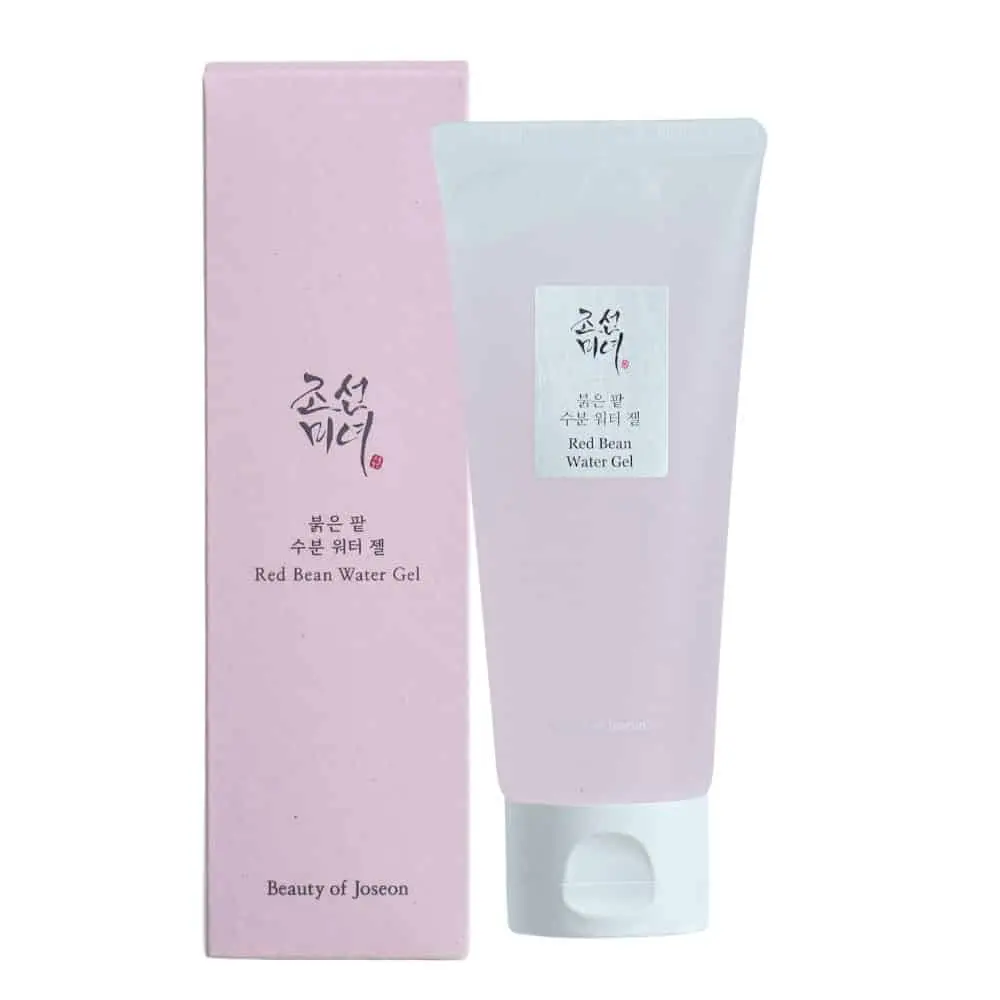 조선
미녀
붉은 팥
수분 워터 젤
Red Bean Water Gel
Beauty of Joseon
조선
미녀
붉은 팥
수분 워터 젤
Red Bean
Water Gel
Joseon